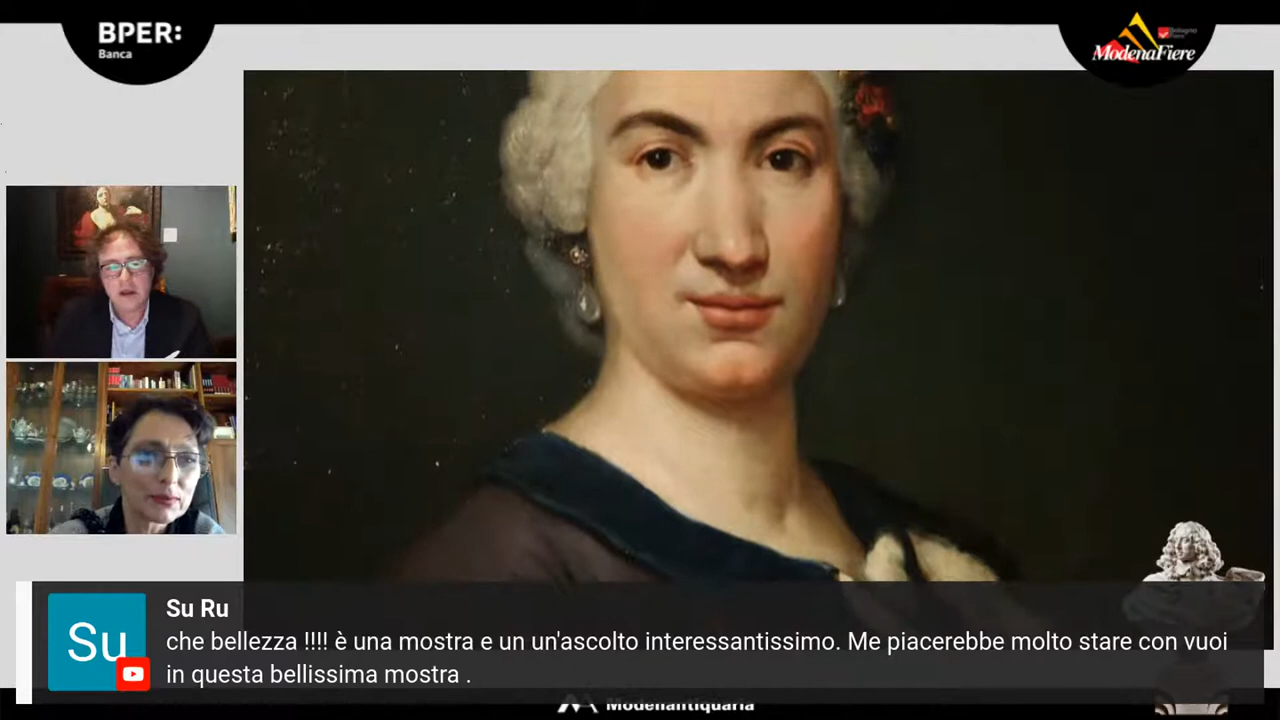 BPER:
Banca
ModenaFiere
Su Ru
Su
che bellezza !!!! è una mostra e un un'ascolto interessantissimo. Me piacerebbe molto stare con vuoi
in questa bellissima mostra .
Modenantiquaria